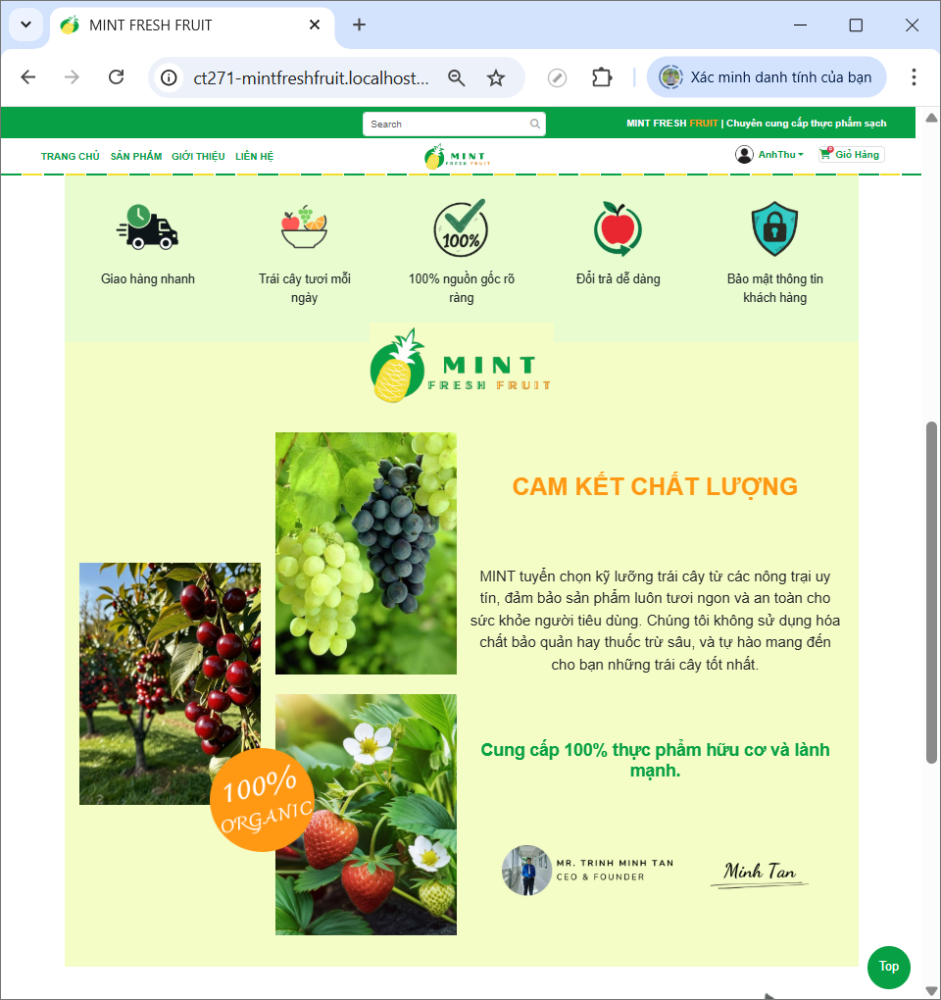 MINT FRESH FRUIT
ct271-mintfreshfruit.localhost...
Xác minh danh tính của bạn
Search
MINT FRESH FRUIT | Chuyên cung cấp thực phẩm sạch
TRANG CHỦ SẢN PHẨM GIỚI THIỆU LIÊN HỆ
MINT
FRESH FRUIT
AnhThu
0
Giỏ Hàng
Giao hàng nhanh
Trái cây tươi mỗi
ngày
100%
100% nguồn gốc rõ
ràng
Đổi trả dễ dàng
Bảo mật thông tin
khách hàng
MINT
FRESH FRUIT
CAM KẾT CHẤT LƯỢNG
MINT tuyển chọn kỹ lưỡng trái cây từ các nông trại uy
tín, đảm bảo sản phẩm luôn tươi ngon và an toàn cho
sức khỏe người tiêu dùng. Chúng tôi không sử dụng hóa
chất bảo quản hay thuốc trừ sâu, và tự hào mang đến
cho bạn những trái cây tốt nhất.
100%
ORGANIC
Cung cấp 100% thực phẩm hữu cơ và lành
mạnh.
MR. TRINH MINH TAN
CEO & FOUNDER
Minh Tan
Top